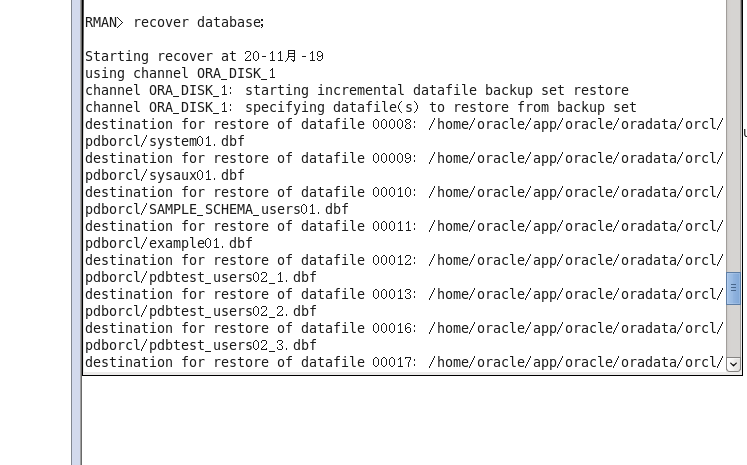 RMAN> recover database;
Starting recover at 20-11月-19
using channel ORA_DISK_1
channel ORA_DISK_1: starting incremental datafile backup set restore
channel ORA_DISK_1: specifying datafile(s) to restore from backup set
destination for restore of datafile 00008: /home/oracle/app/oracle/oradata/orcl/
pdborcl/system01.dbf
destination for restore of datafile 00009: /home/oracle/app/oracle/oradata/orcl/
pdborcl/sysaux01.dbf
destination for restore of datafile 00010: /home/oracle/app/oracle/oradata/orcl/
pdborcl/SAMPLE_SCHEMA_users01.dbf
destination for restore of datafile 00011: /home/oracle/app/oracle/oradata/orcl/
pdborcl/example01.dbf
destination for restore of datafile 00012: /home/oracle/app/oracle/oradata/orcl/
pdborcl/pdbtest_users02_1.dbf
destination for restore of datafile 00013: /home/oracle/app/oracle/oradata/orcl/
pdborcl/pdbtest_users02_2.dbf
destination for restore of datafile 00016: /home/oracle/app/oracle/oradata/orcl/
pdborcl/pdbtest_users02_3.dbf
destination for restore of datafile 00017: /home/oracle/app/oracle/oradata/orcl/